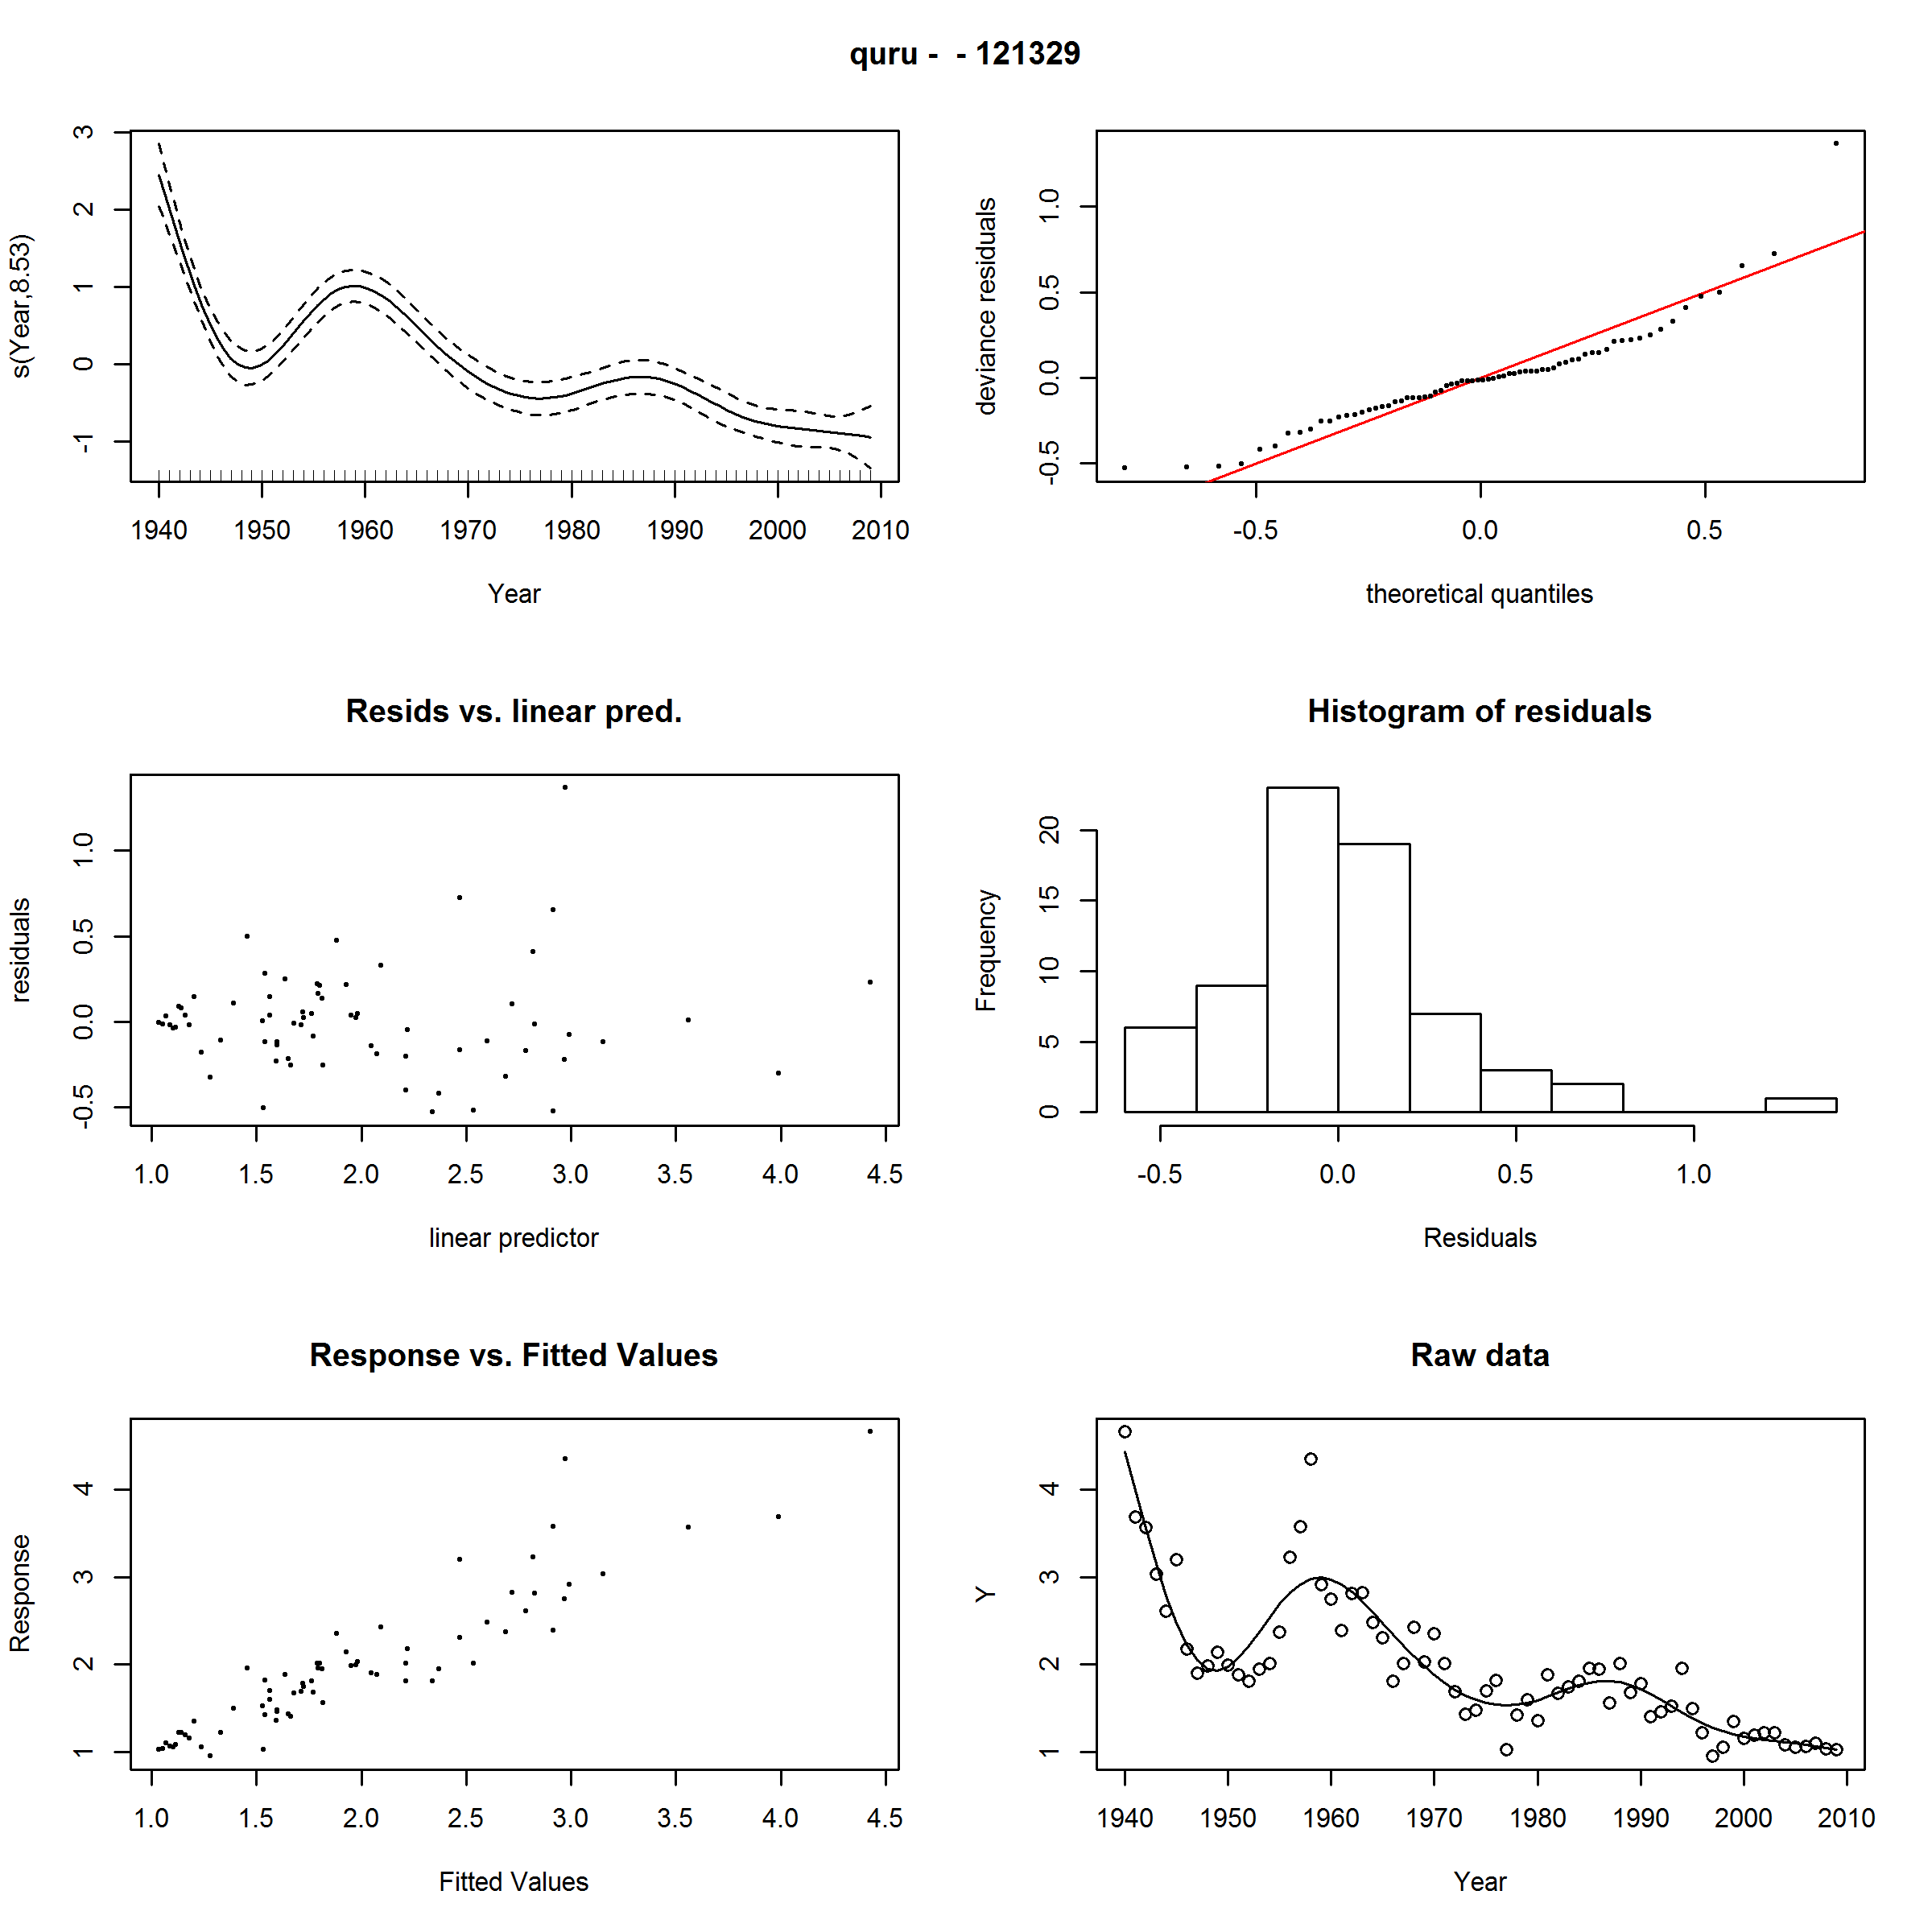 quru -  - 121329
s(Year,8.53)
3
2
1
0
-1
1940 1950 1960 1970 1980 1990 2000 2010
Year
deviance residuals
1.0
0.5
0.0
-0.5
-0.5 0.0 0.5
theoretical quantiles
Resids vs. linear pred.
residuals
1.0
0.5
0.0
-0.5
1.0 1.5 2.0 2.5 3.0 3.5 4.0 4.5
linear predictor
Histogram of residuals
Frequency
20
15
10
5
0
-0.5 0.0 0.5 1.0
Residuals
Response vs. Fitted Values
Response
4
3
2
1
1.0 1.5 2.0 2.5 3.0 3.5 4.0 4.5
Fitted Values
Raw data
Y
4
3
2
1
1940 1950 1960 1970 1980 1990 2000 2010
Year